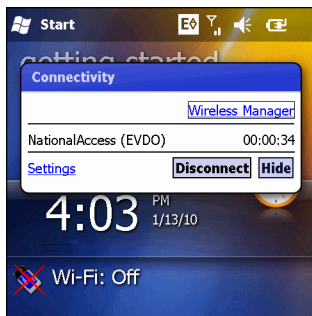 Start
E
getting started
Connectivity
Wireless Manager
NationalAccess (EVDO) 00:00:34
Settings Disconnect Hide
4:03 PM
1/13/10
Wi-Fi: Off